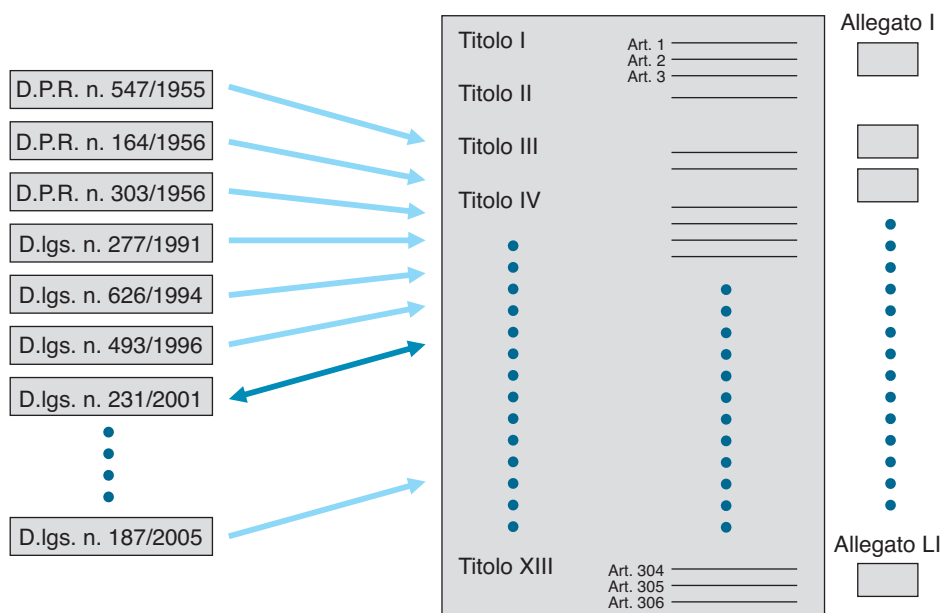 D.P.R. n. 547/1955
D.P.R. n. 164/1956
D.P.R. n. 303/1956
D.lgs. n. 277/1991
D.lgs. n. 626/1994
D.lgs. n. 493/1996
D.lgs. n. 231/2001
D.lgs. n. 187/2005
Titolo I
Art. 1
Art. 2
Art. 3
Titolo II
Titolo III
Titolo IV
Titolo XIII
Art. 304
Art. 305
Art. 306
Allegato I
Allegato LI